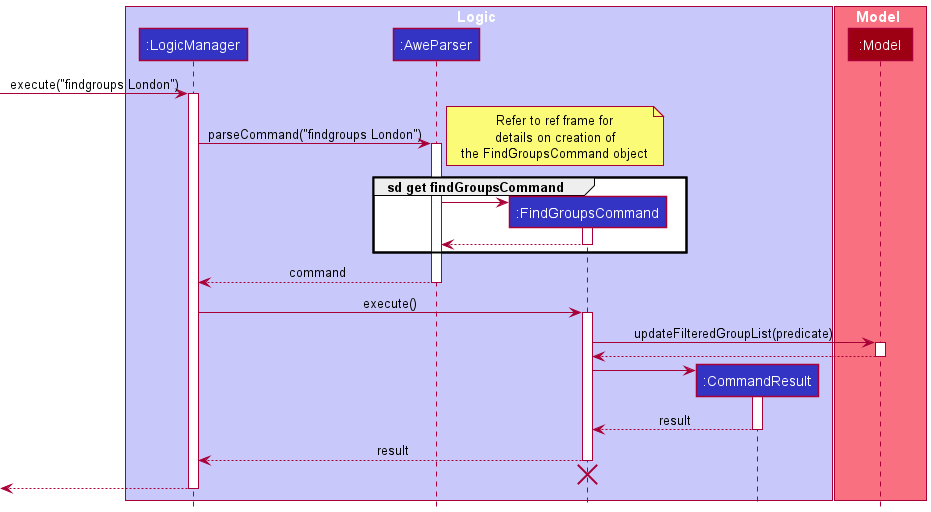 Logic
Model
:LogicManager
:AweParser
:Model
execute("findgroups London")
parseCommand("findgroups London")
Refer to ref frame for
details on creation of
the FindGroupsCommand object
sd get findGroupsCommand
:FindGroupsCommand
command
execute()
updateFilteredGroupList(predicate)
:CommandResult
result
result